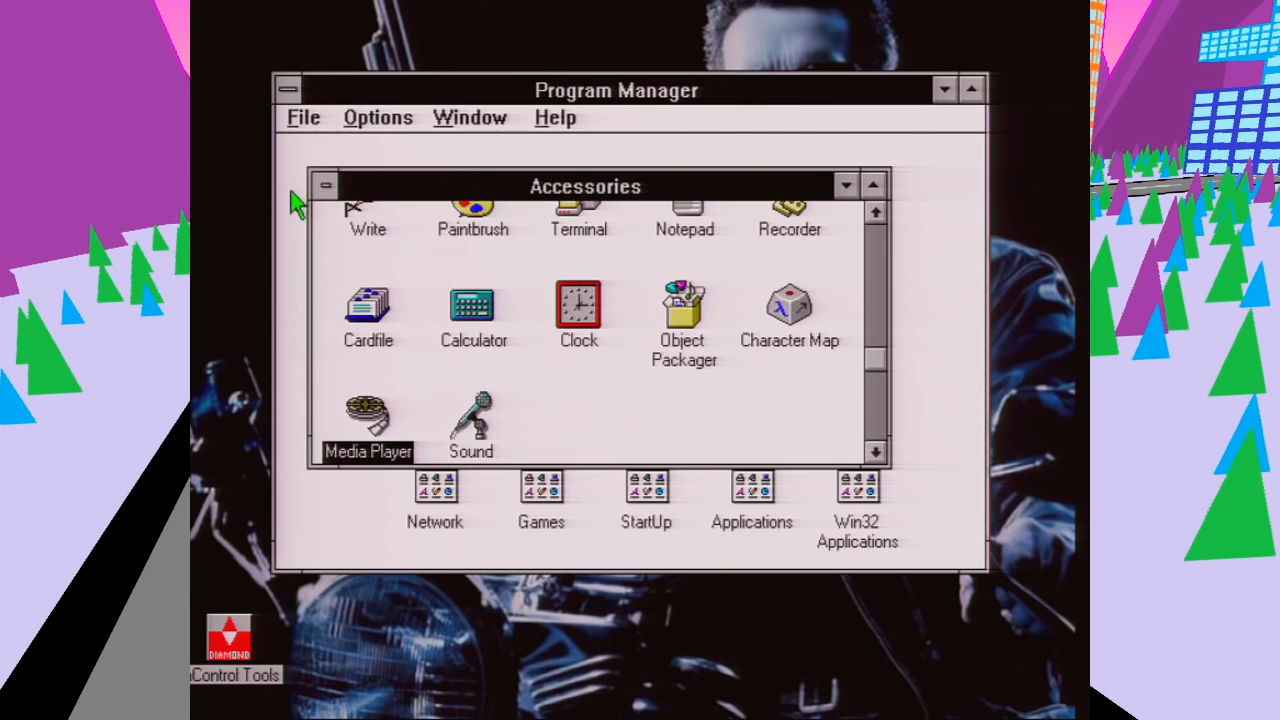 Program Manager
File Options Window Help
Accessories
Write Paintbrush Terminal Notepad Recorder
Cardfile Calculator Clock Object Packager Character Map
Media Player Sound
Network Games StartUp Applications Win32 Applications
DIAMOND
Control Tools